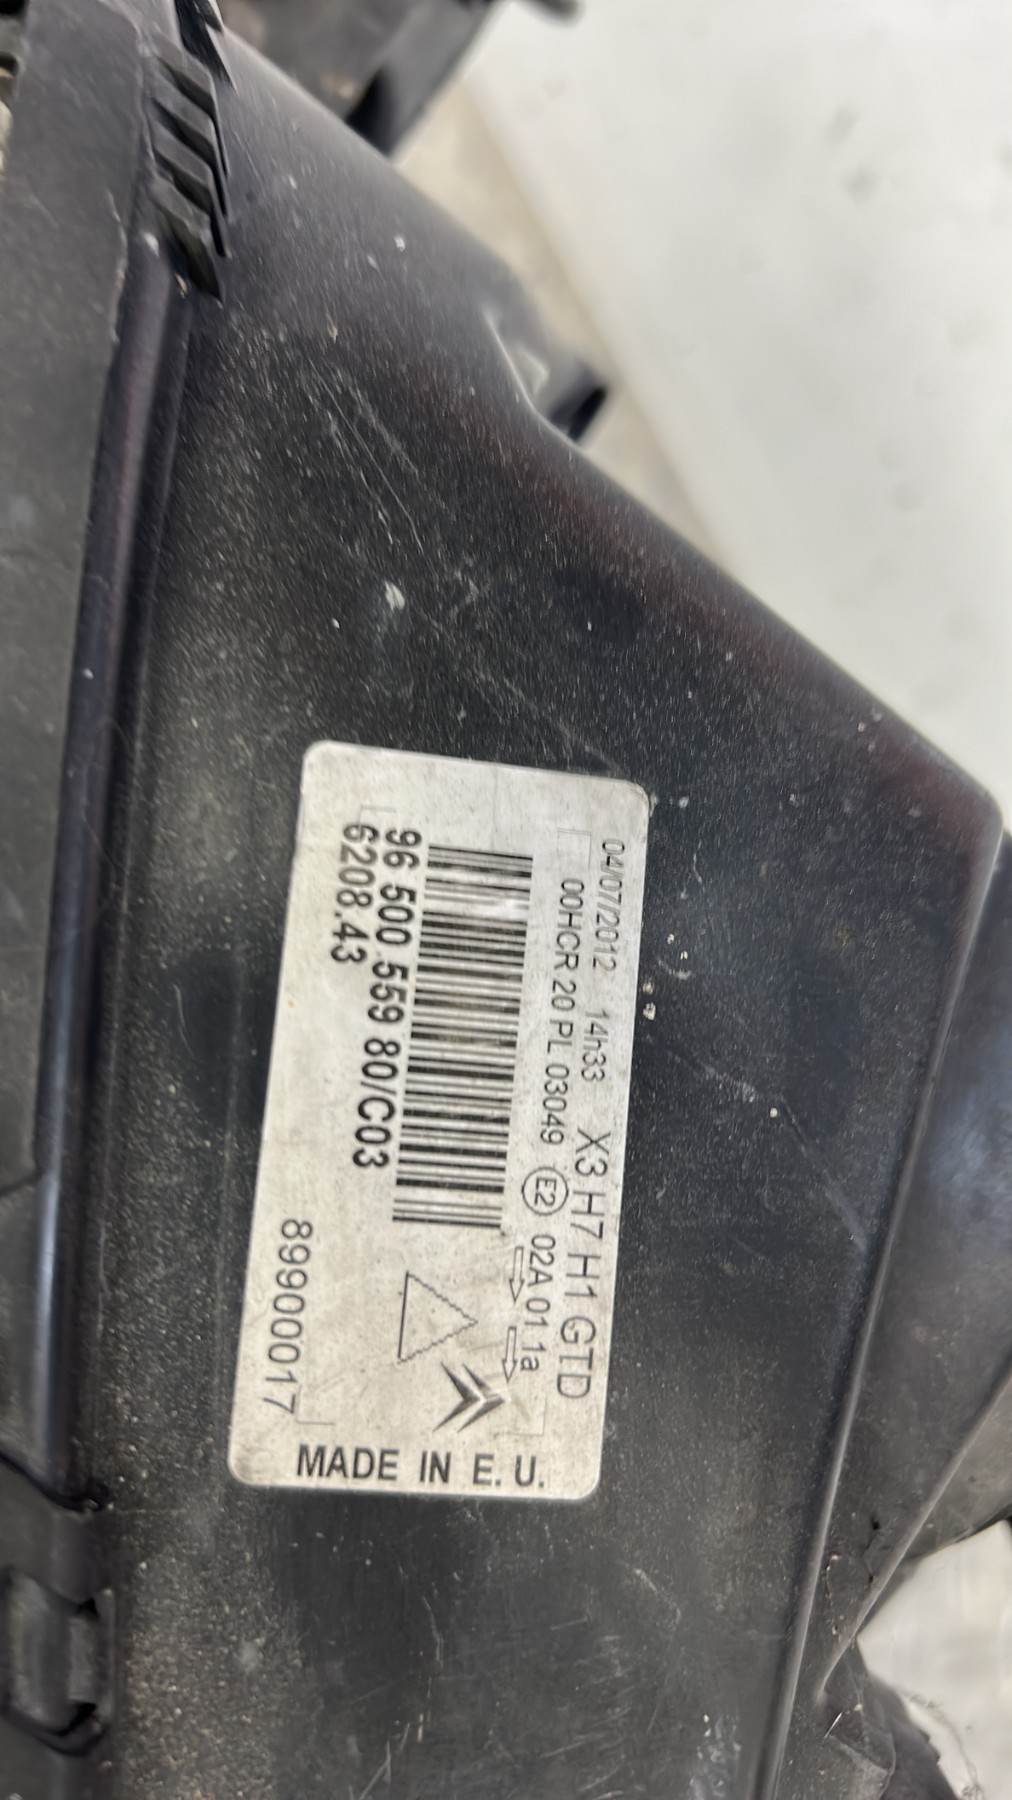 04/07/2012 14h33 X3 H7 H1 GTD
00HCR 20 PL 03049 E2 02A 01 1a
96 500 559 80/C03
6208.43
89900017
MADE IN E. U.